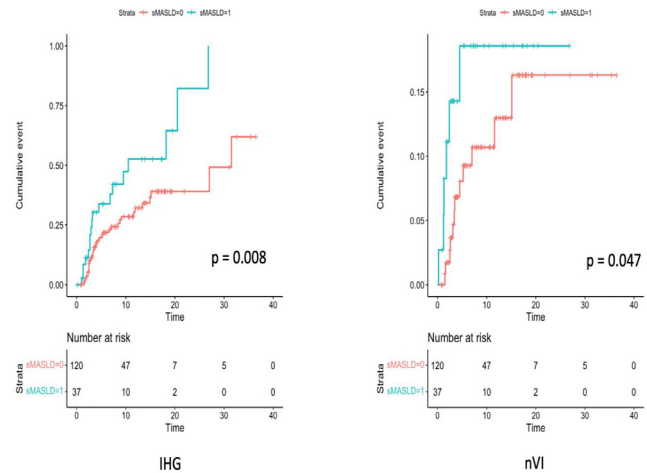 Strata sMASLD=0 sMASLD=1
1.00
0.75
0.50
0.25
0.00
Cumulative event
p = 0.008
0 10 20 30 40
Time
Number at risk
Strata
sMASLD=0 120 47 7 5 0
sMASLD=1 37 10 2 0 0
0 10 20 30 40
Time
IHG
Strata sMASLD=0 sMASLD=1
0.15
0.10
0.05
0.00
Cumulative event
p = 0.047
0 10 20 30 40
Time
Number at risk
Strata
sMASLD=0 120 47 7 5 0
sMASLD=1 37 10 2 0 0
0 10 20 30 40
Time
nVI